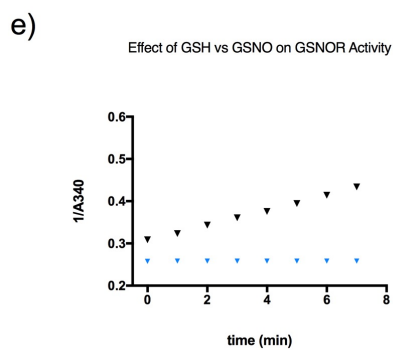 e)
Effect of GSH vs GSNO on GSNOR Activity
0.6
0.5
0.4
0.3
0.2
1/A340
0 2 4 6 8
time (min)